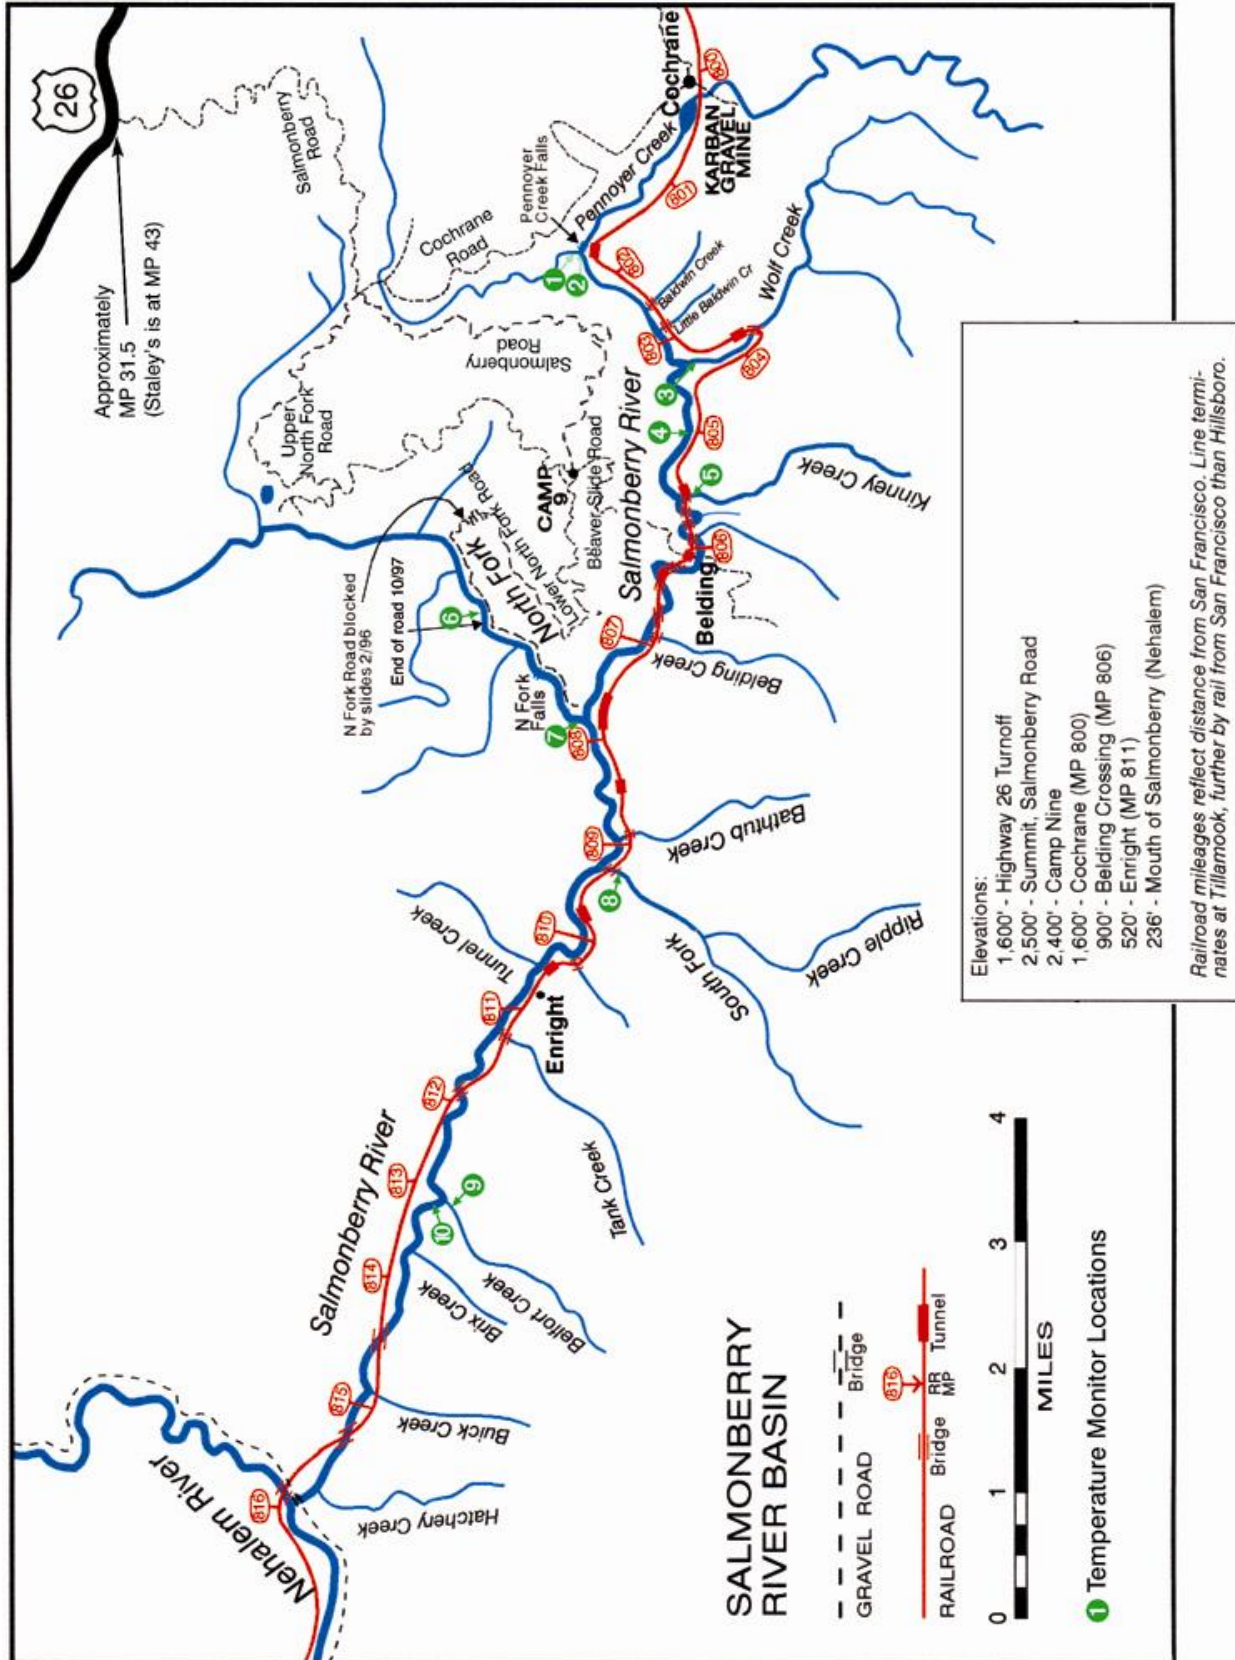 26
Approximately
MP 31.5
(Staley's is at MP 43)
Salmonberry
Road
Upper
North Fork
Road
Cochrane
Road
Salmonberry
Road
Pennoyer
Creek Falls
Pennoyer Creek
Cochrane
KARBAN
GRAVEL
MINE
800
801
802
803
804
805
806
807
808
809
810
811
812
813
814
815
816
Baldwin Creek
Little Baldwin Cr
Wolf Creek
1
2
3
4
5
6
7
8
9
10
N Fork Road blocked
by slides 2/96
End of road 10/97
North Fork
Lower North Fork Road
CAMP
9
Beaver Slide Road
Salmonberry River
Kinney Creek
Belding
Belding Creek
N Fork
Falls
Bathtub Creek
South Fork
Ripple Creek
Tunnel Creek
Enright
Tank Creek
Salmonberry River
Belfort Creek
Brix Creek
Buick Creek
Hatchery Creek
Nehalem River
SALMONBERRY
RIVER BASIN
GRAVEL ROAD
Bridge
RAILROAD
Bridge
816
RR
MP
Tunnel
0 1 2 3 4
MILES
1 Temperature Monitor Locations
Elevations:
1,600' - Highway 26 Turnoff
2,500' - Summit, Salmonberry Road
2,400' - Camp Nine
1,600' - Cochrane (MP 800)
900' - Belding Crossing (MP 806)
520' - Enright (MP 811)
236' - Mouth of Salmonberry (Nehalem)
Railroad mileages reflect distance from San Francisco. Line termi-
nates at Tillamook, further by rail from San Francisco than Hillsboro.